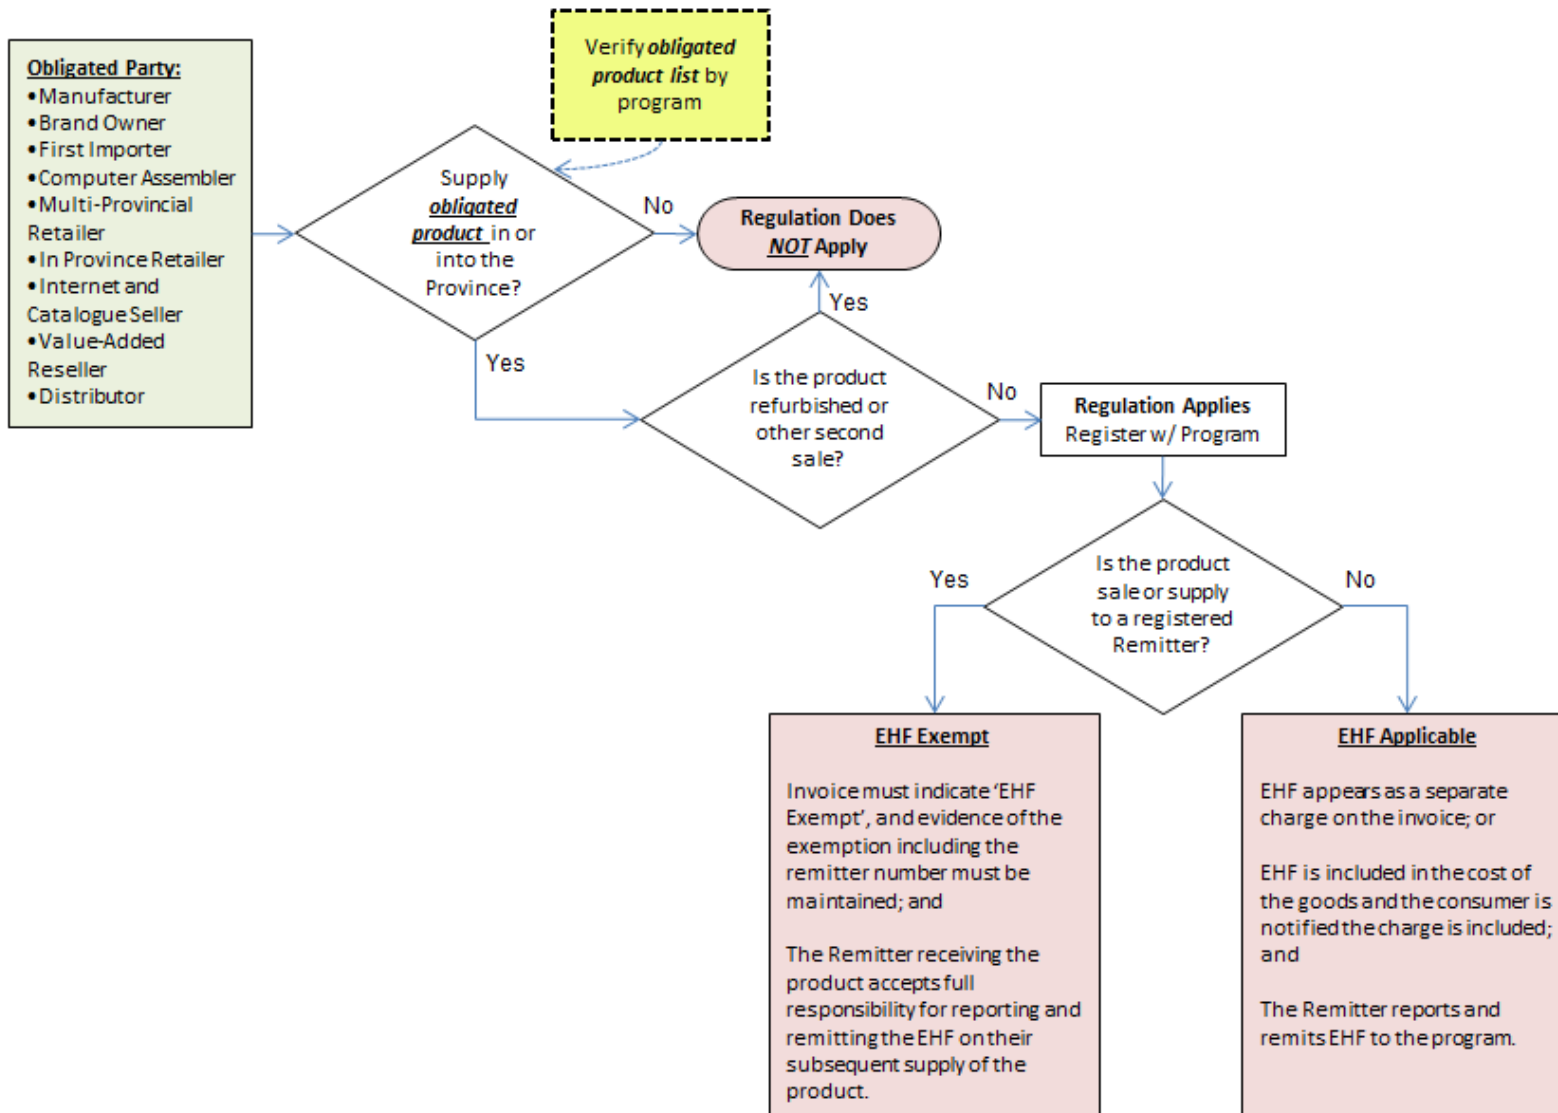 Obligated Party:
•Manufacturer
•Brand Owner
•First Importer
•Computer Assembler
•Multi-Provincial
Retailer
•In Province Retailer
•Internet and
Catalogue Seller
•Value-Added
Reseller
•Distributor
Verify obligated
product list by
program
Supply
obligated
product in or
into the
Province?
No
Yes
Regulation Does
NOT Apply
Yes
Is the product
refurbished or
other second
sale?
No
Regulation Applies
Register w/ Program
Is the product
sale or supply
to a registered
Remitter?
Yes
No
EHF Exempt
Invoice must indicate ‘EHF
Exempt’, and evidence of the
exemption including the
remitter number must be
maintained; and
The Remitter receiving the
product accepts full
responsibility for reporting and
remitting the EHF on their
subsequent supply of the
product.
EHF Applicable
EHF appears as a separate
charge on the invoice; or
EHF is included in the cost of
the goods and the consumer is
notified the charge is included;
and
The Remitter reports and
remits EHF to the program.